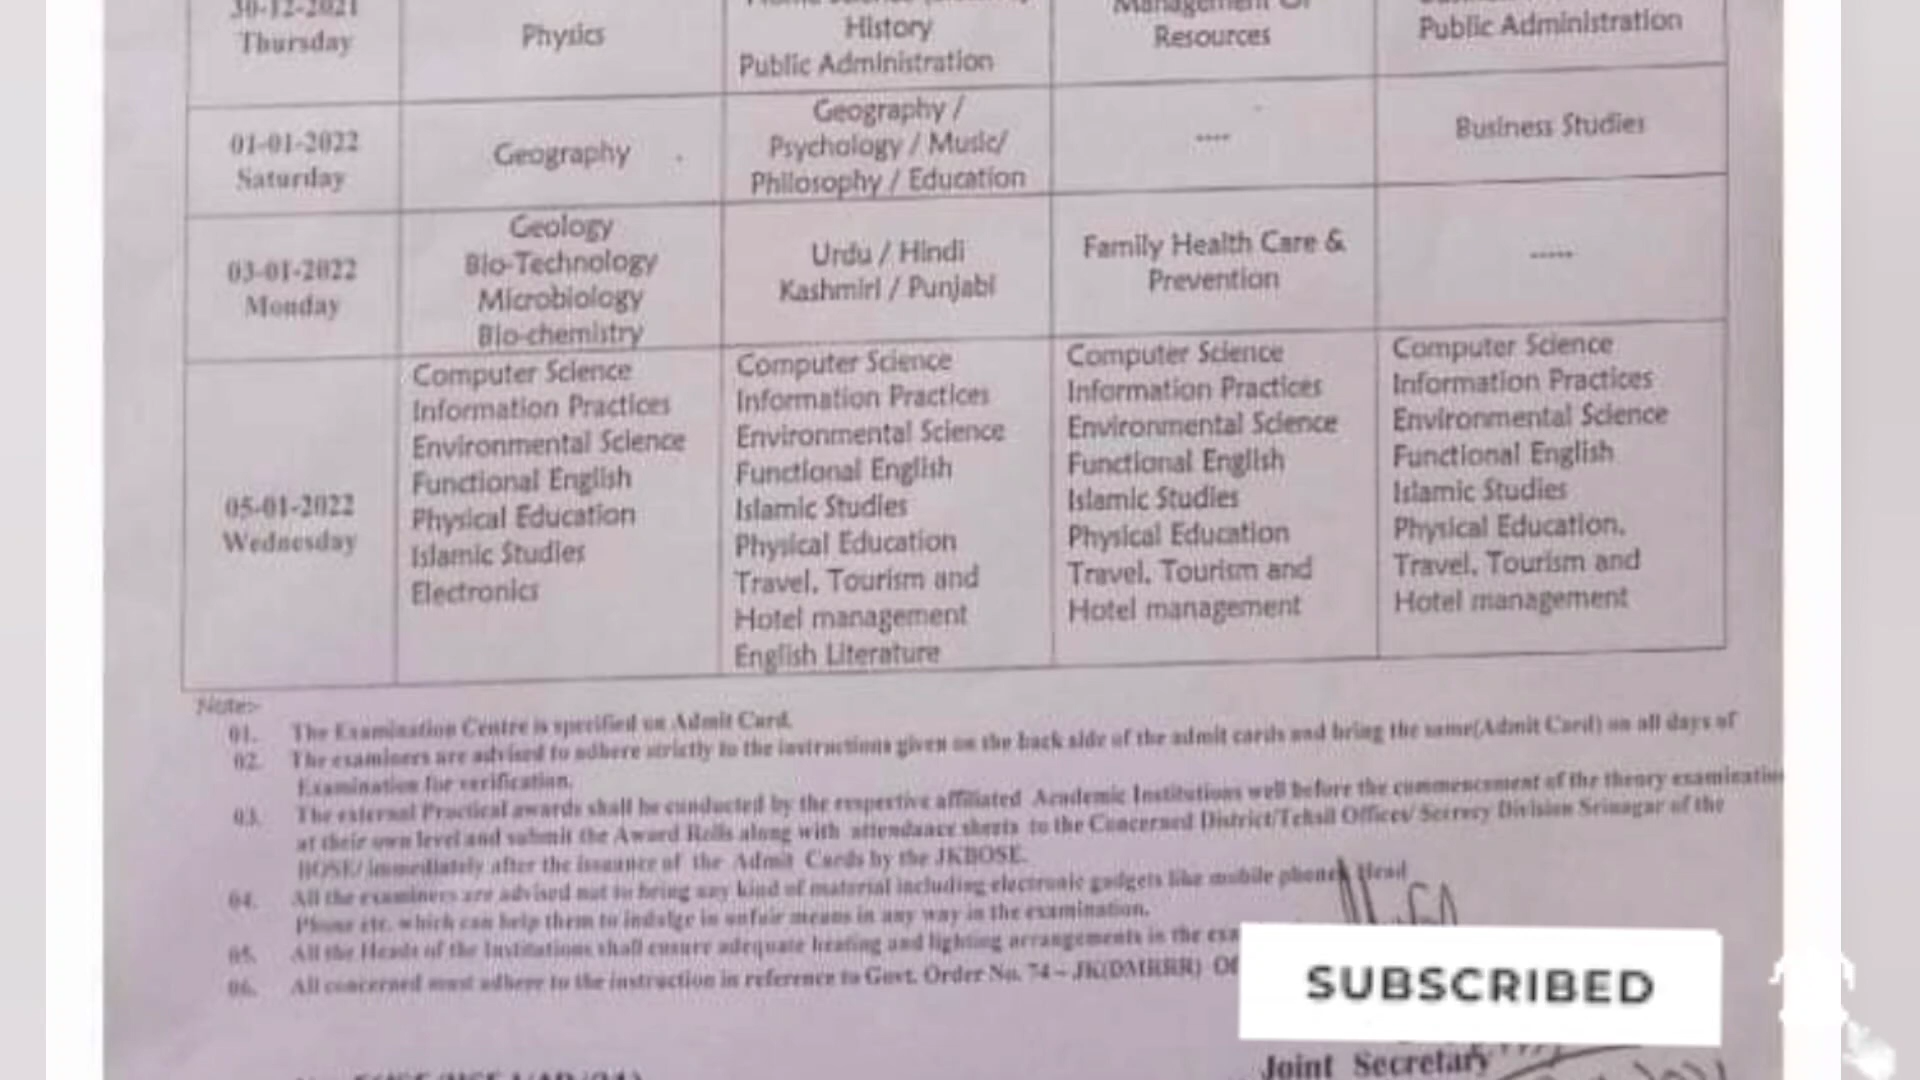 30-12-2021
Thursday
Physics
History
Public Administration
Management Of
Resources
Public Administration
01-01-2022
Saturday
Geography
Geography /
Psychology / Music/
Philosophy / Education
----
Business Studies
03-01-2022
Monday
Geology
Bio-Technology
Microbiology
Bio-chemistry
Urdu / Hindi
Kashmiri / Punjabi
Family Health Care &
Prevention
-----
05-01-2022
Wednesday
Computer Science
Information Practices
Environmental Science
Functional English
Physical Education
Islamic Studies
Electronics
Computer Science
Information Practices
Environmental Science
Functional English
Islamic Studies
Physical Education
Travel, Tourism and
Hotel management
English Literature
Computer Science
Information Practices
Environmental Science
Functional English
Islamic Studies
Physical Education
Travel, Tourism and
Hotel management
Computer Science
Information Practices
Environmental Science
Functional English
Islamic Studies
Physical Education.
Travel, Tourism and
Hotel management
Note:-
01. The Examination Centre is specified on Admit Card.
02. The examinees are advised to adhere strictly to the instructions given on the back side of the admit cards and bring the same(Admit Card) on all days of
Examination for verification.
03. The external Practical awards shall be conducted by the respective affiliated Academic Institutions well before the commencement of the theory examination
at their own level and submit the Award Rolls along with attendance sheets to the Concerned District/Tehsil Offices/ Secrecy Division Srinagar of the
BOSE/ immediately after the issuance of the Admit Cards by the JKBOSE.
04. All the examinees are advised not to bring any kind of material including electronic gadgets like mobile phone, Head
Phone etc. which can help them to indulge in unfair means in any way in the examination.
05. All the Heads of the Institutions shall ensure adequate heating and lighting arrangements in the exa
06. All concerned must adhere to the instruction in reference to Govt. Order No. 74 – JK(DMRRR) Of
SUBSCRIBED
Joint Secretary